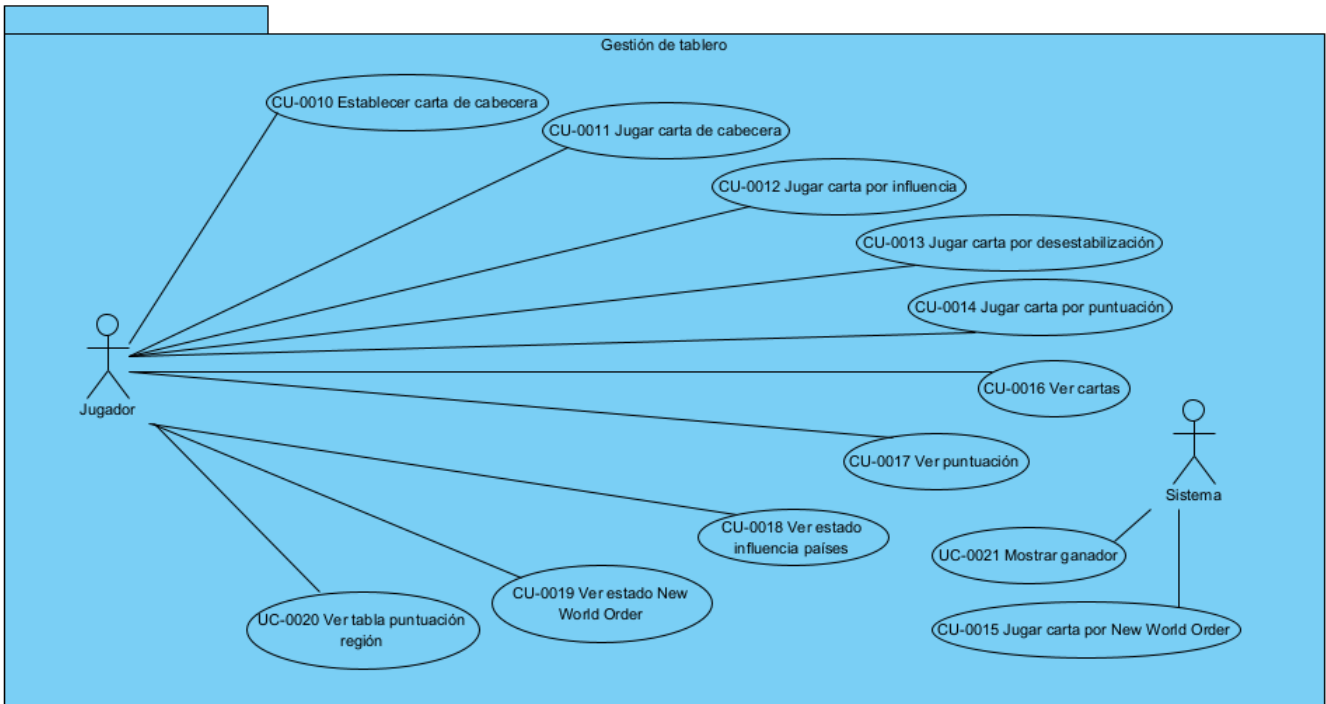 Gestión de tablero
CU-0010 Establecer carta de cabecera
CU-0011 Jugar carta de cabecera
CU-0012 Jugar carta por influencia
CU-0013 Jugar carta por desestabilización
CU-0014 Jugar carta por puntuación
Jugador
CU-0016 Ver cartas
CU-0017 Ver puntuación
Sistema
CU-0018 Ver estado
influencia países
UC-0021 Mostrar ganador
CU-0019 Ver estado New
World Order
UC-0020 Ver tabla puntuación
región
CU-0015 Jugar carta por New World Order